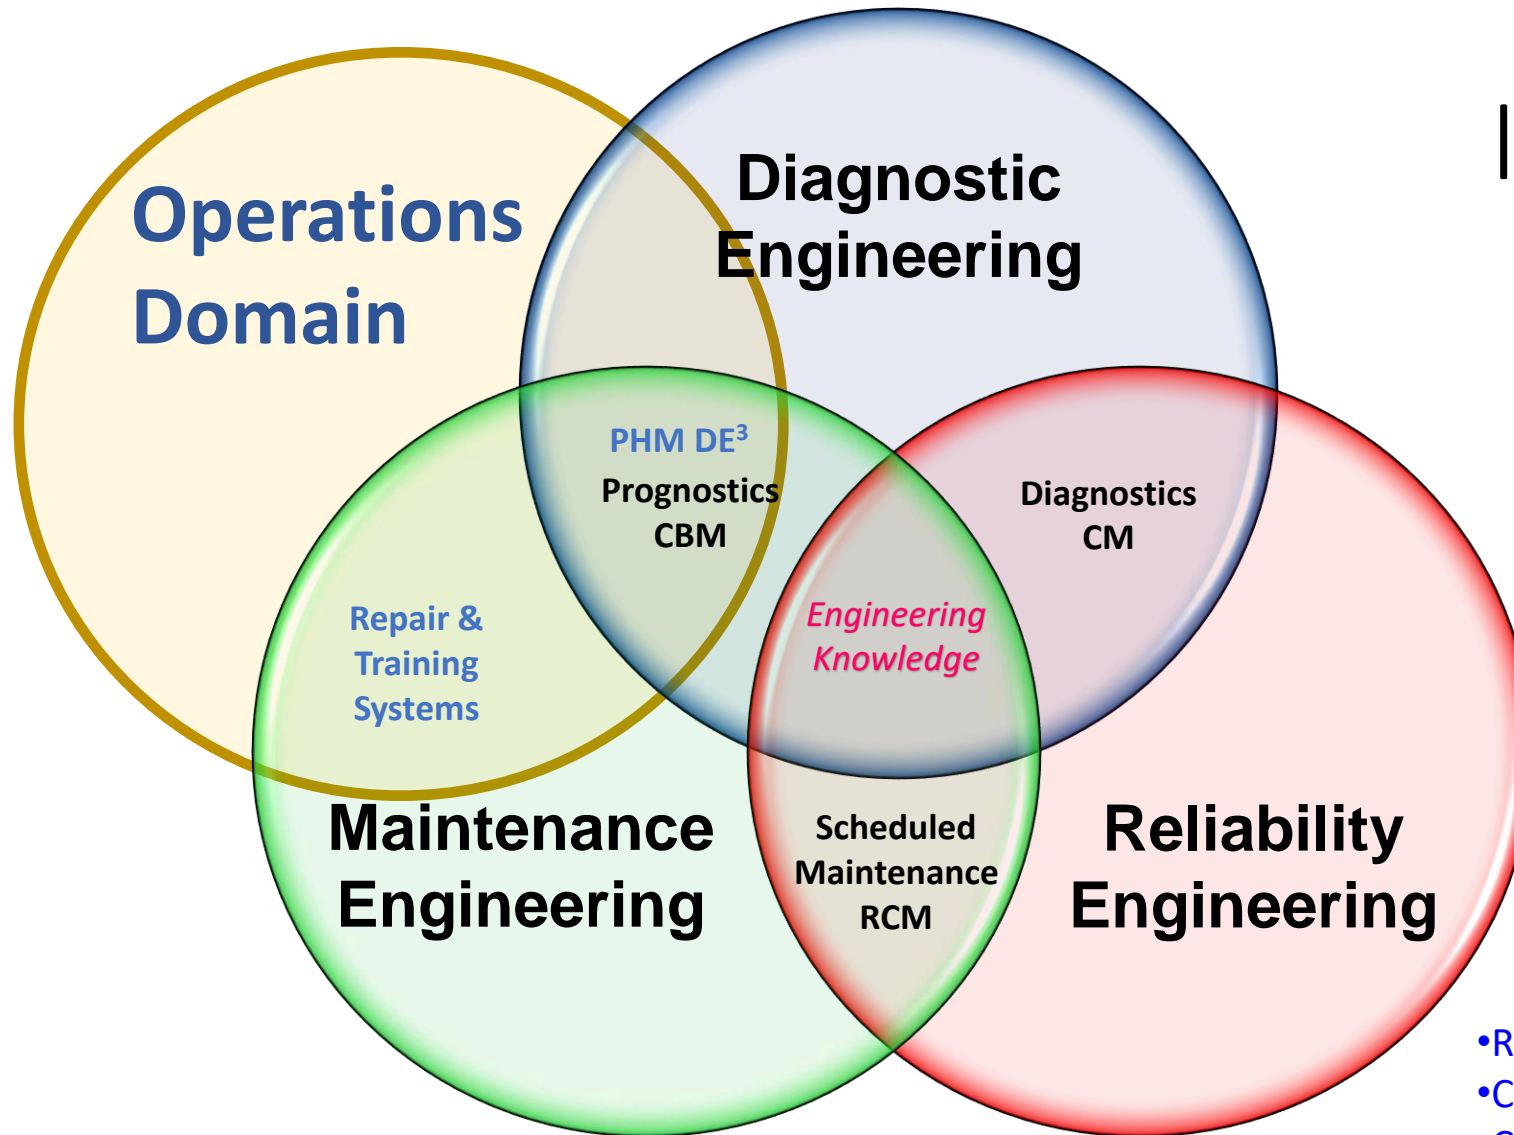 Operations
Domain
Diagnostic
Engineering
PHM DE³
Prognostics
CBM
Diagnostics
CM
Repair &
Training
Systems
Engineering
Knowledge
Maintenance
Engineering
Scheduled
Maintenance
RCM
Reliability
Engineering
•R
•C